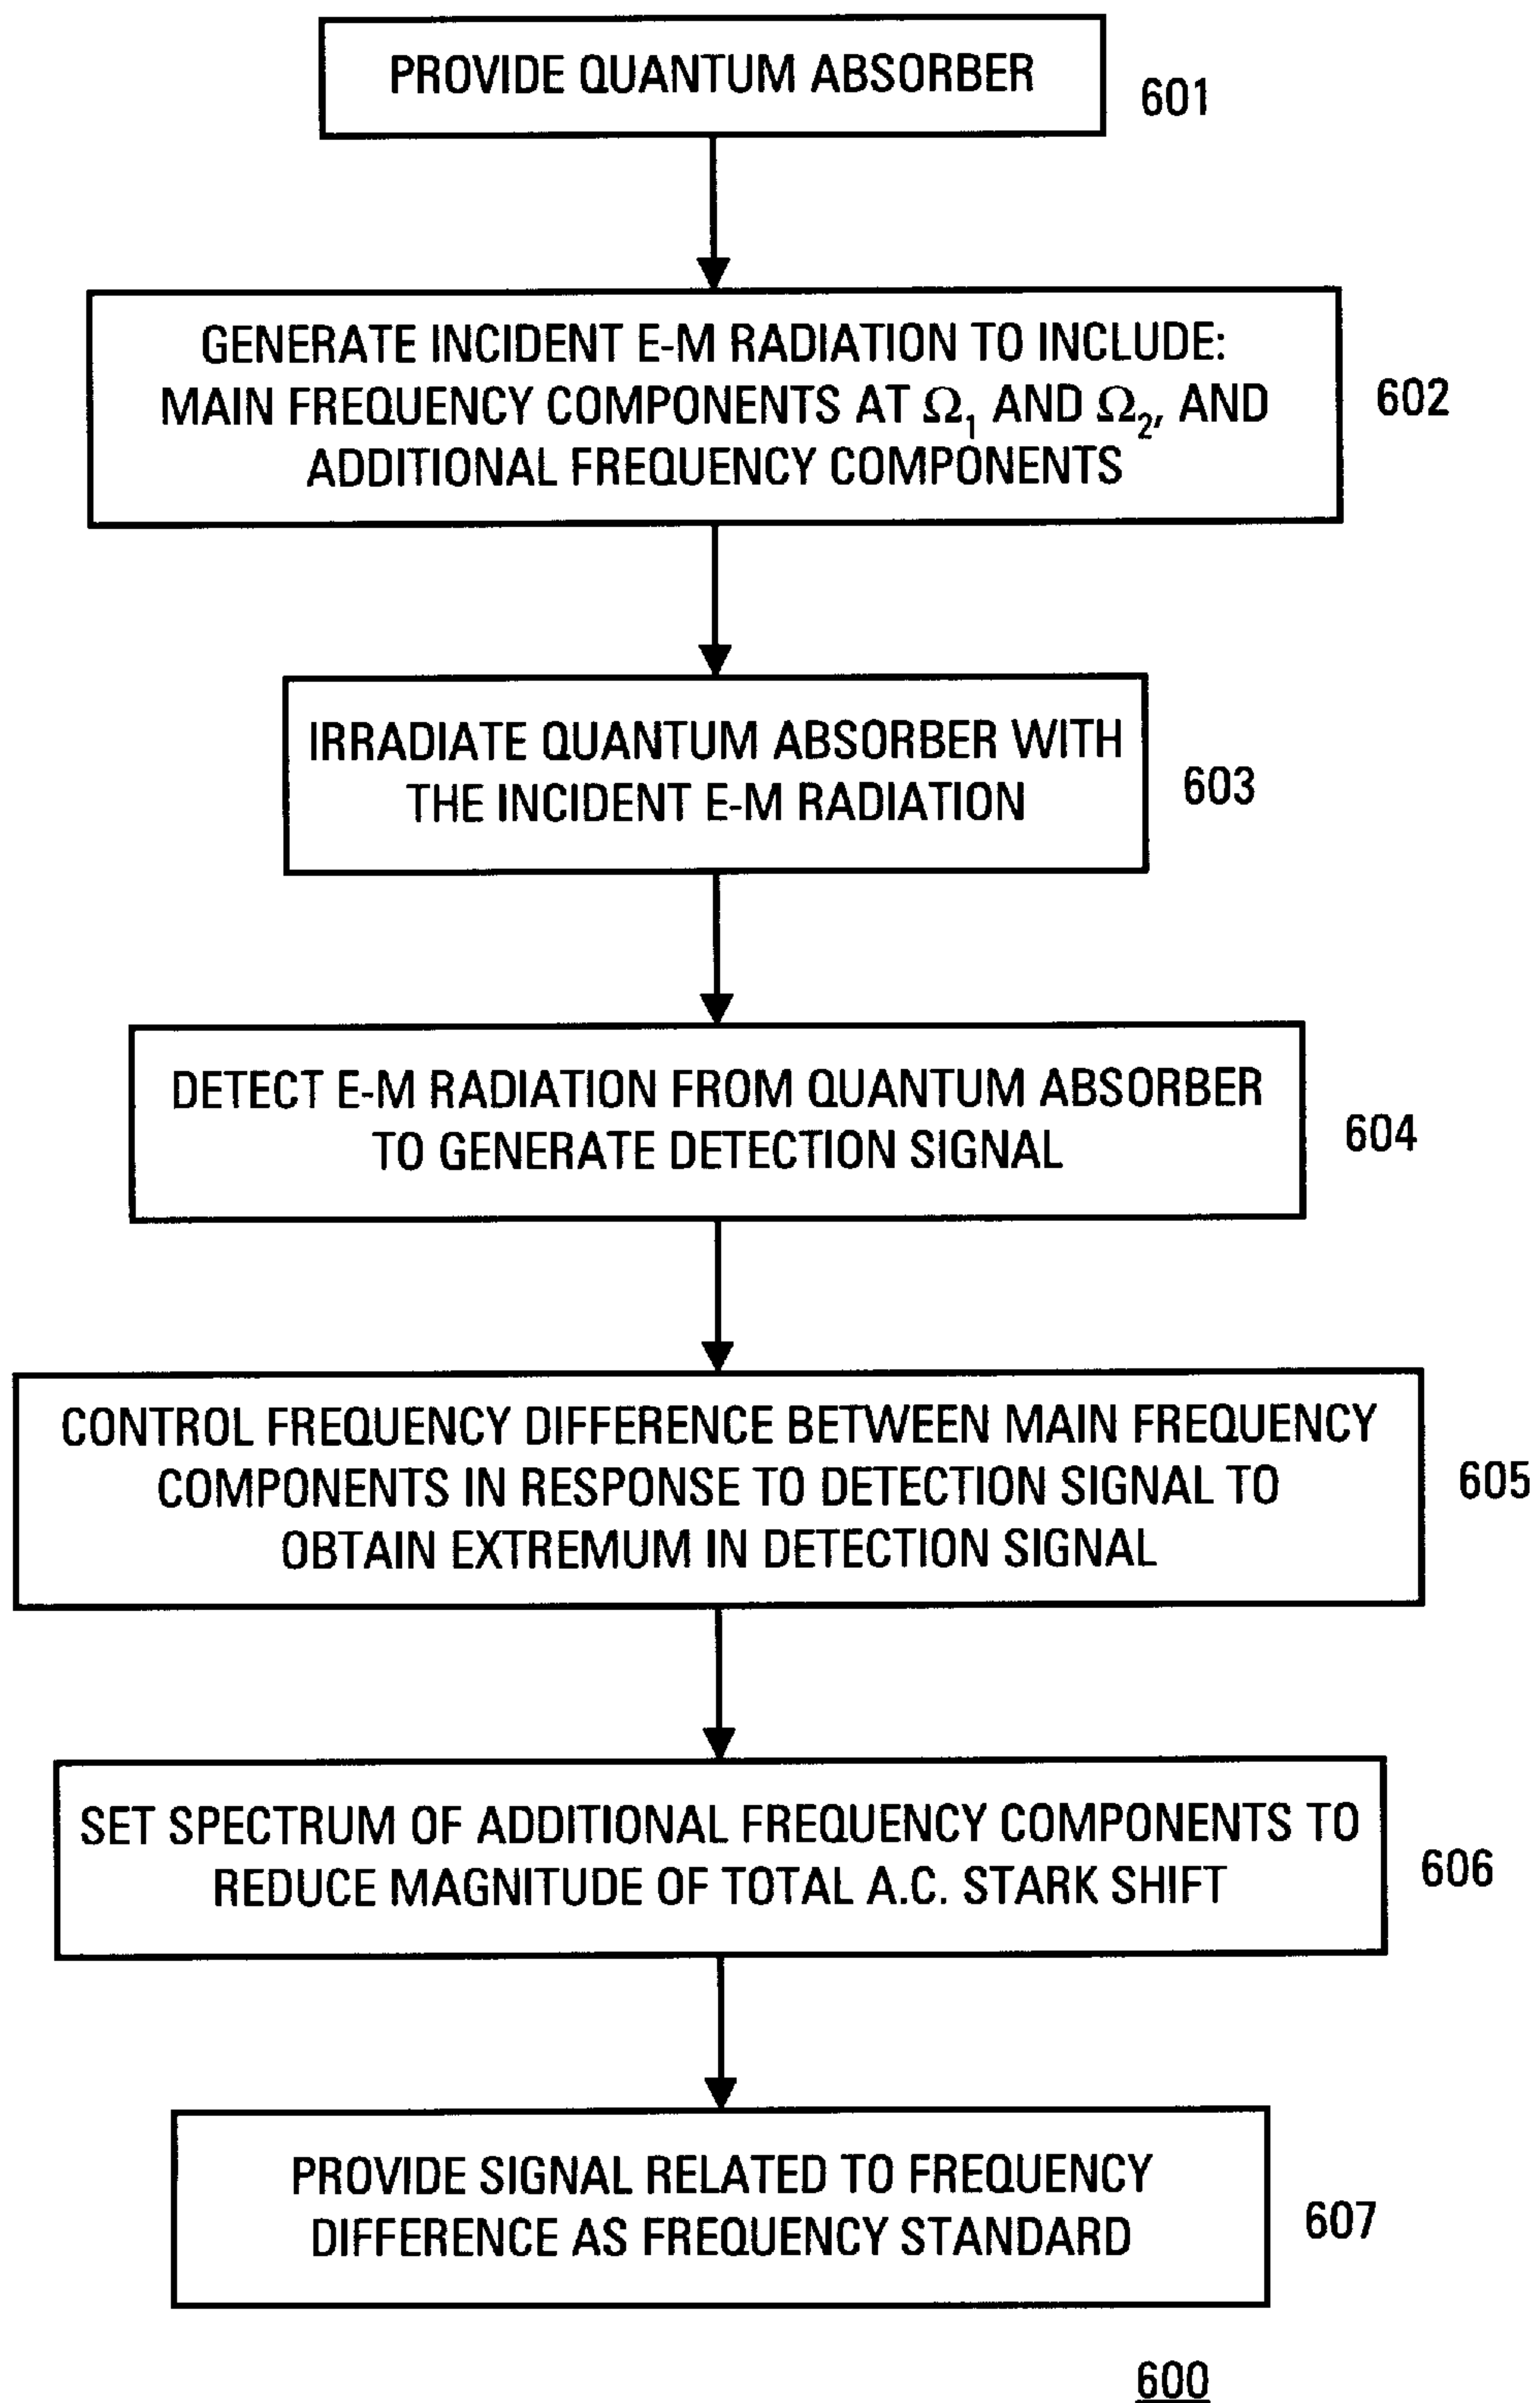 PROVIDE QUANTUM ABSORBER
601
GENERATE INCIDENT E-M RADIATION TO INCLUDE:
MAIN FREQUENCY COMPONENTS AT Ω₁ AND Ω₂, AND
ADDITIONAL FREQUENCY COMPONENTS
602
IRRADIATE QUANTUM ABSORBER WITH
THE INCIDENT E-M RADIATION
603
DETECT E-M RADIATION FROM QUANTUM ABSORBER
TO GENERATE DETECTION SIGNAL
604
CONTROL FREQUENCY DIFFERENCE BETWEEN MAIN FREQUENCY
COMPONENTS IN RESPONSE TO DETECTION SIGNAL TO
OBTAIN EXTREMUM IN DETECTION SIGNAL
605
SET SPECTRUM OF ADDITIONAL FREQUENCY COMPONENTS TO
REDUCE MAGNITUDE OF TOTAL A.C. STARK SHIFT
606
PROVIDE SIGNAL RELATED TO FREQUENCY
DIFFERENCE AS FREQUENCY STANDARD
607
600